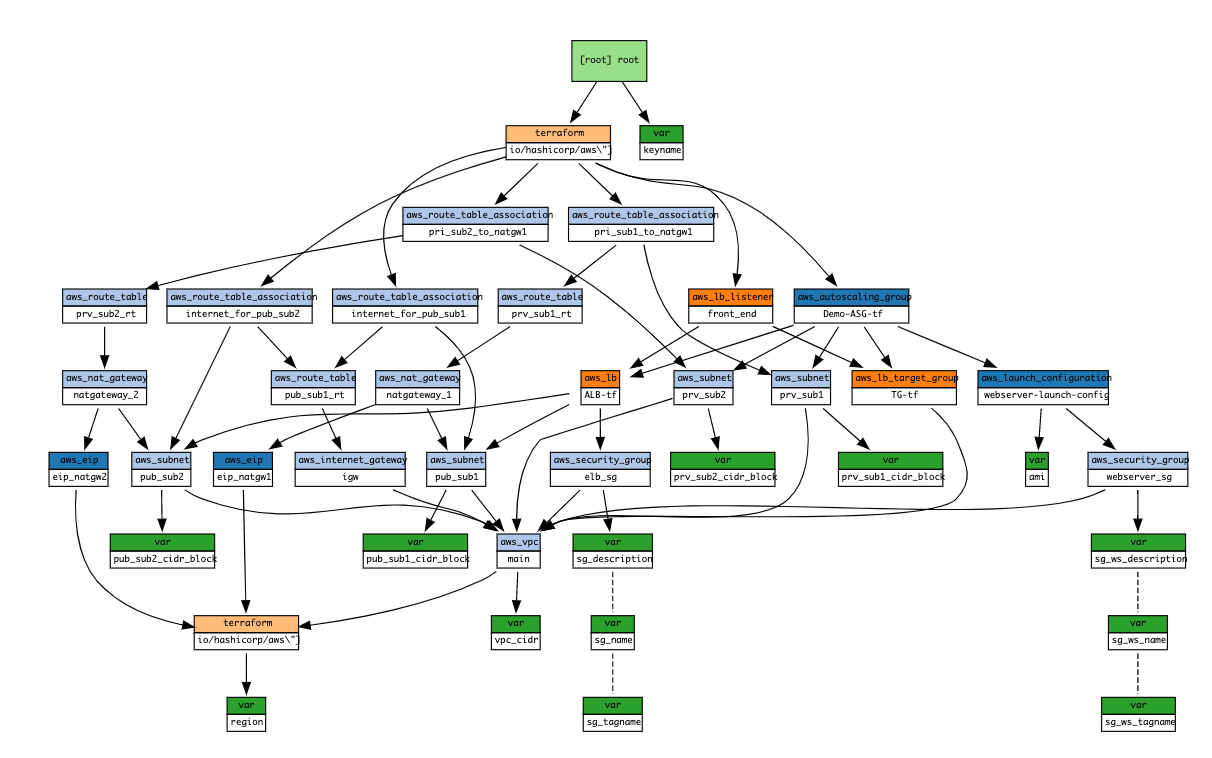 [root] root
terraform
io/hashicorp/aws\"]
var
keyname
aws_route_table_association
pri_sub2_to_natgw1
aws_route_table_association
pri_sub1_to_natgw1
aws_route_table
prv_sub2_rt
aws_route_table_association
internet_for_pub_sub2
aws_route_table_association
internet_for_pub_sub1
aws_route_table
prv_sub1_rt
aws_lb_listener
front_end
aws_autoscaling_group
Demo-ASG-tf
aws_nat_gateway
natgateway_2
aws_route_table
pub_sub1_rt
aws_nat_gateway
natgateway_1
aws_lb
ALB-tf
aws_subnet
prv_sub2
aws_subnet
prv_sub1
aws_lb_target_group
TG-tf
aws_launch_configuration
webserver-launch-config
aws_eip
eip_natgw2
aws_subnet
pub_sub2
aws_eip
eip_natgw1
aws_internet_gateway
igw
aws_subnet
pub_sub1
aws_security_group
elb_sg
var
prv_sub2_cidr_block
var
prv_sub1_cidr_block
var
ami
aws_security_group
webserver_sg
var
pub_sub2_cidr_block
var
pub_sub1_cidr_block
aws_vpc
main
var
sg_description
var
sg_ws_description
terraform
io/hashicorp/aws\"]
var
vpc_cidr
var
sg_name
var
sg_ws_name
var
region
var
sg_tagname
var
sg_ws_tagname